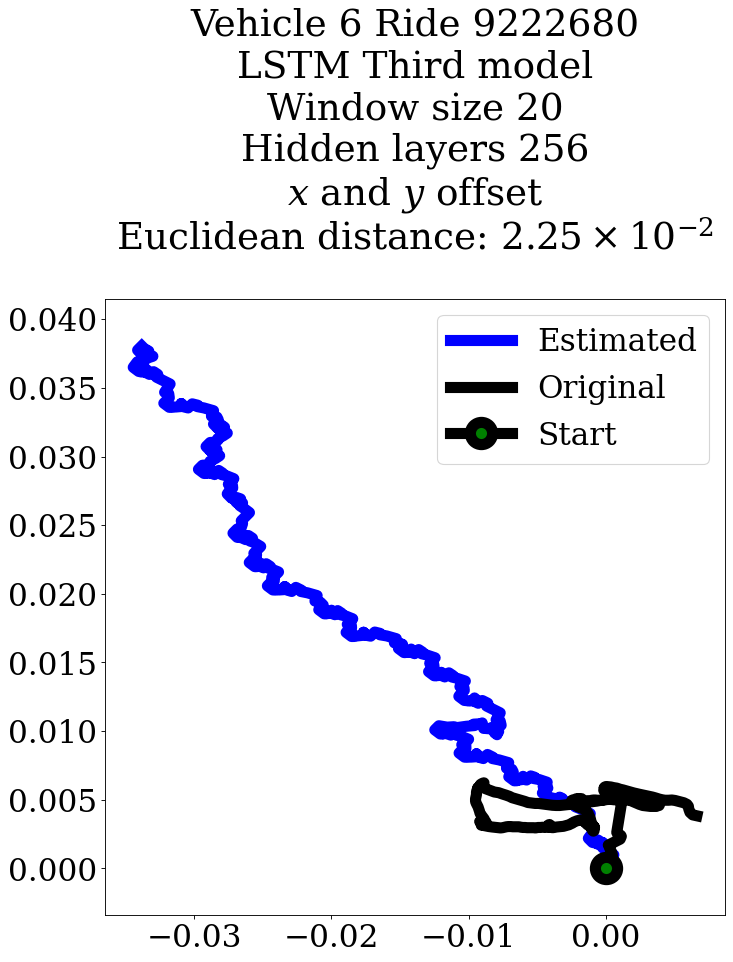 Vehicle 6 Ride 9222680
LSTM Third model
Window size 20
Hidden layers 256
x and y offset
Euclidean distance: 2.25 × 10⁻²
Estimated
Original
Start
0.040
0.035
0.030
0.025
0.020
0.015
0.010
0.005
0.000
−0.03 −0.02 −0.01 0.00